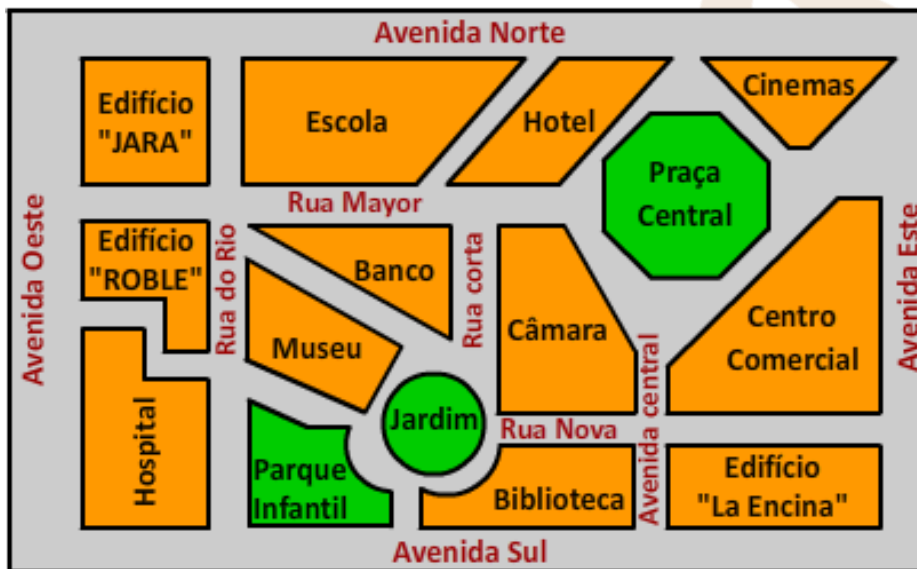 Avenida Norte
Edifício
"JARA"
Escola
Hotel
Cinemas
Praça
Central
Rua Mayor
Avenida Oeste
Edifício
"ROBLE"
Rua do Rio
Banco
Rua corta
Câmara
Avenida Este
Museu
Centro
Comercial
Avenida central
Hospital
Jardim
Rua Nova
Parque
Infantil
Biblioteca
Edifício
"La Encina"
Avenida Sul